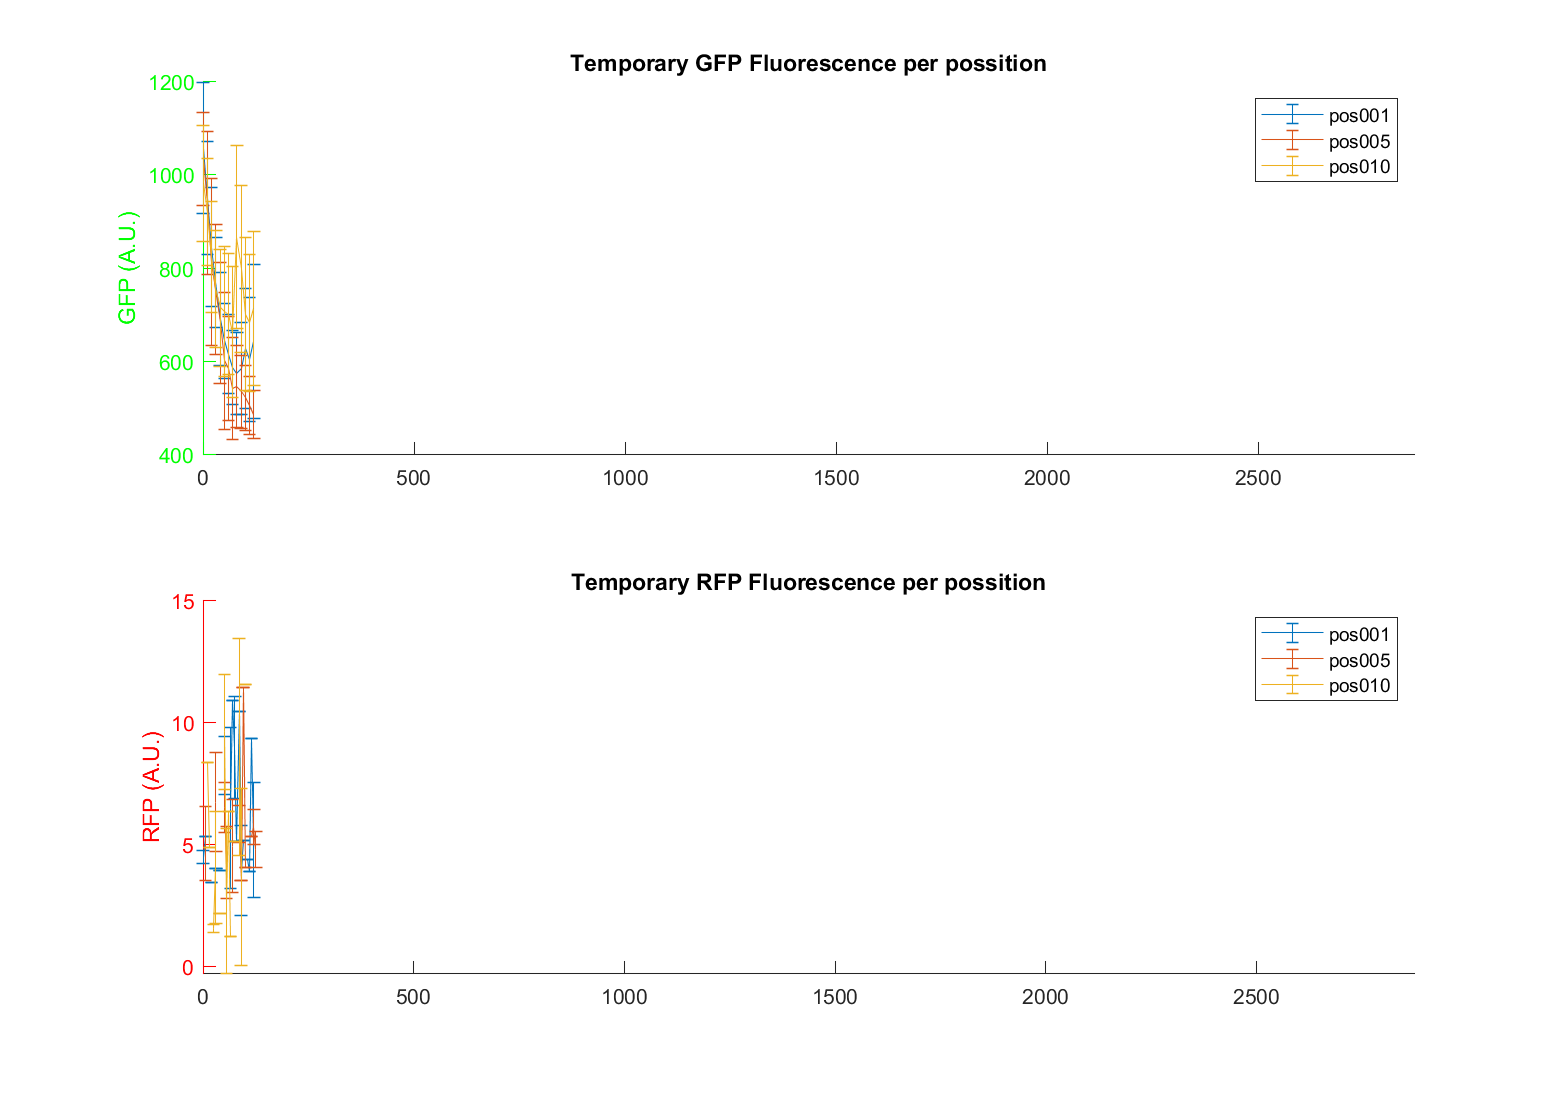 Temporary GFP Fluorescence per possition
1200
1000
800
600
400
GFP (A.U.)
pos001
pos005
pos010
0 500 1000 1500 2000 2500
Temporary RFP Fluorescence per possition
15
10
5
0
RFP (A.U.)
pos001
pos005
pos010
0 500 1000 1500 2000 2500